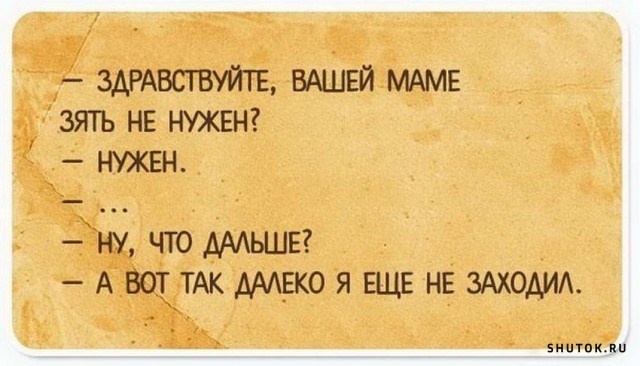 — ЗДРАВСТВУЙТЕ, ВАШЕЙ МАМЕ
ЗЯТЬ НЕ НУЖЕН?
— НУЖЕН.
— ...
— НУ, ЧТО ДАЛЬШЕ?
— А ВОТ ТАК ДАЛЕКО Я ЕЩЕ НЕ ЗАХОДИЛ.
SHUTOK.RU